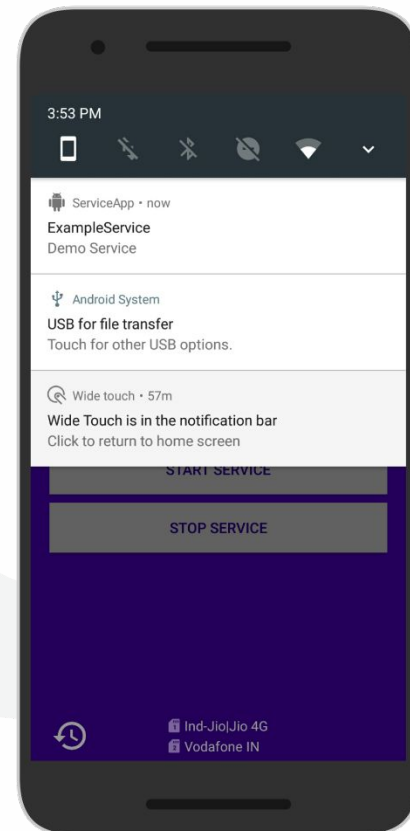 3:53 PM
ServiceApp • now
ExampleService
Demo Service
Android System
USB for file transfer
Touch for other USB options.
Wide touch • 57m
Wide Touch is in the notification bar
Click to return to home screen
START SERVICE
STOP SERVICE
Ind-Jio|Jio 4G
Vodafone IN